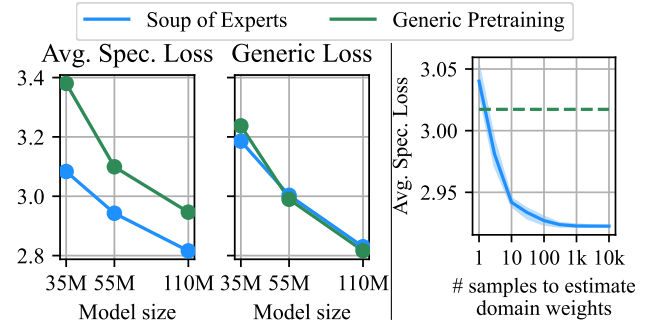 Soup of Experts Generic Pretraining
Avg. Spec. Loss
3.4
3.2
3.0
2.8
35M 55M 110M
Model size
Generic Loss
35M 55M 110M
Model size
Avg. Spec. Loss
3.05
3.00
2.95
1 10 100 1k 10k
# samples to estimate
domain weights